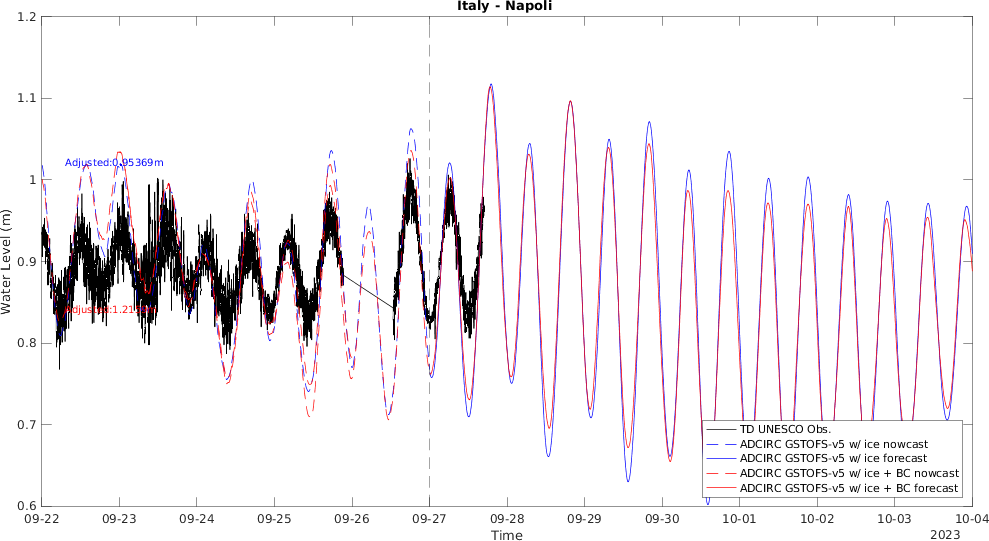 Italy - Napoli
1.2
1.1
1
0.9
0.8
0.7
0.6
Water Level (m)
Adjusted:0.95369m
TD UNESCO Obs.
ADCIRC GSTOFS-v5 w/ ice nowcast
ADCIRC GSTOFS-v5 w/ ice forecast
ADCIRC GSTOFS-v5 w/ ice + BC nowcast
ADCIRC GSTOFS-v5 w/ ice + BC forecast
09-22 09-23 09-24 09-25 09-26 09-27 09-28 09-29 09-30 10-01 10-02 10-03 10-04
Time
2023